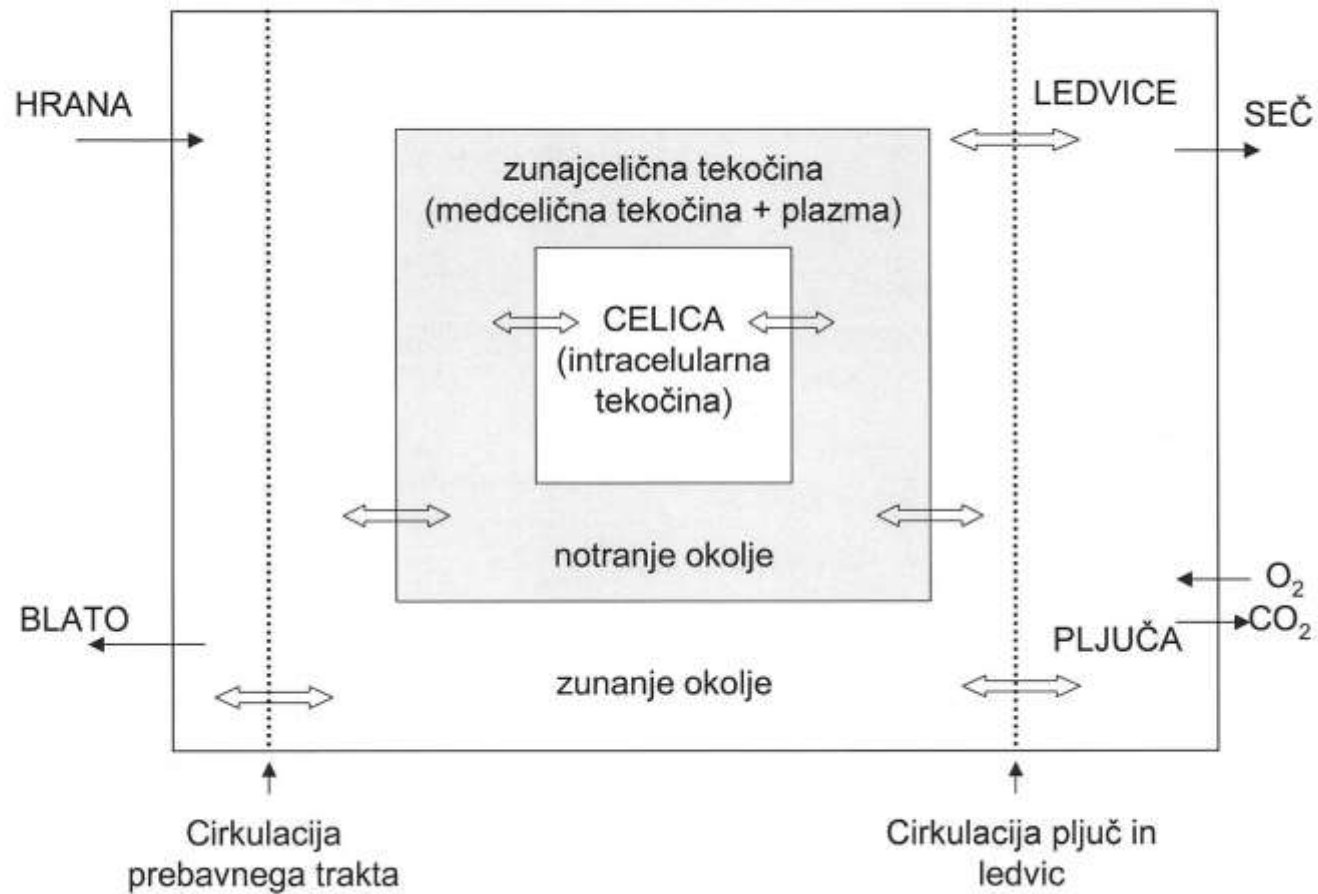 HRANA
LEDVICE
SEČ
zunajcelična tekočina
(medcelična tekočina + plazma)
CELICA
(intracelularna
tekočina)
notranje okolje
O₂
BLATO
PLJUČA
CO₂
zunanje okolje
Cirkulacija
prebavnega trakta
Cirkulacija pljuč in
ledvic